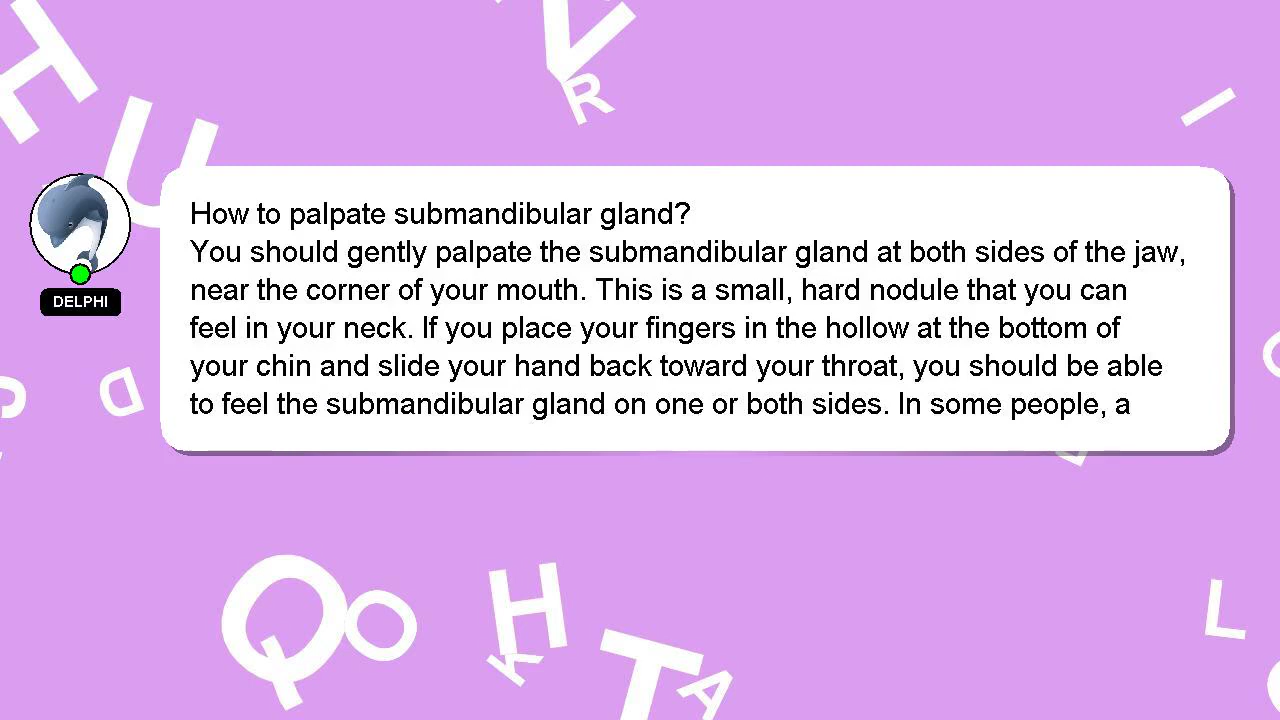 How to palpate submandibular gland?
You should gently palpate the submandibular gland at both sides of the jaw,
near the corner of your mouth. This is a small, hard nodule that you can
feel in your neck. If you place your fingers in the hollow at the bottom of
your chin and slide your hand back toward your throat, you should be able
to feel the submandibular gland on one or both sides. In some people, a
DELPHI
H
U
V
R
I
D
Q
O
H
K
T
A
L